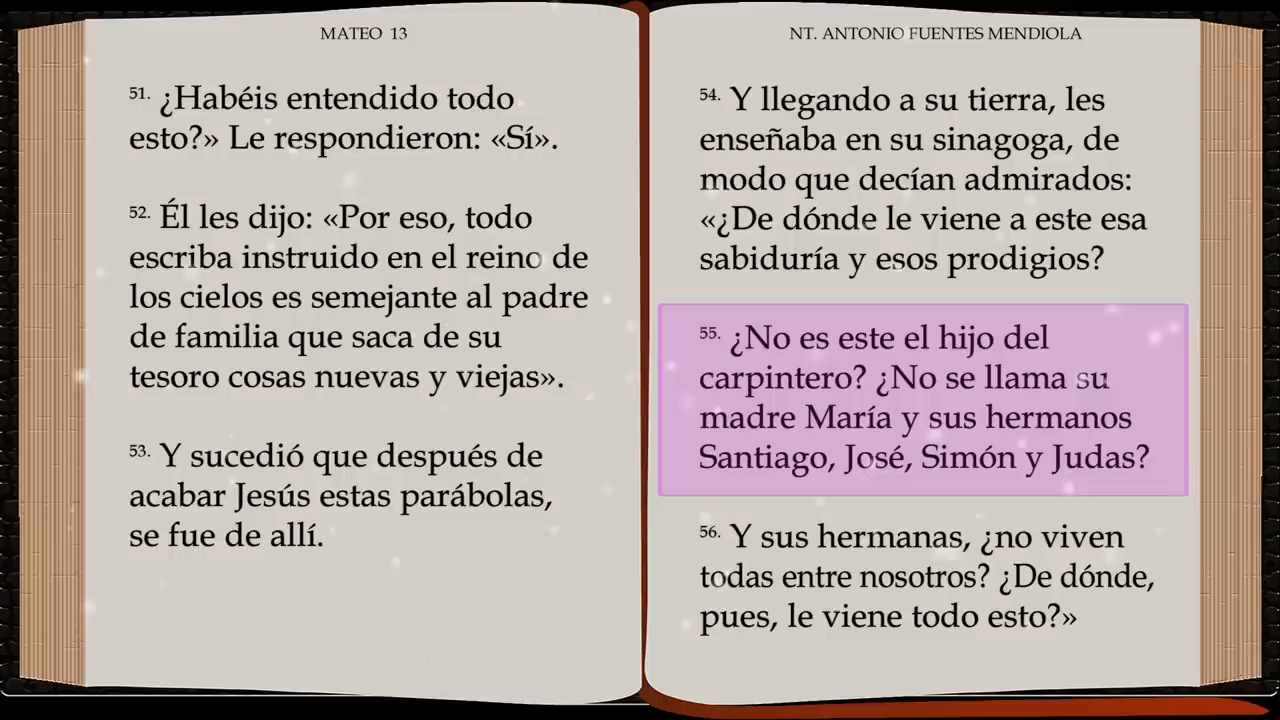 MATEO 13
51. ¿Habéis entendido todo
esto?» Le respondieron: «Sí».
52. Él les dijo: «Por eso, todo
escriba instruido en el reino de
los cielos es semejante al padre
de familia que saca de su
tesoro cosas nuevas y viejas».
53. Y sucedió que después de
acabar Jesús estas parábolas,
se fue de allí.
NT. ANTONIO FUENTES MENDIOLA
54. Y llegando a su tierra, les
enseñaba en su sinagoga, de
modo que decían admirados:
«¿De dónde le viene a este esa
sabiduría y esos prodigios?
55. ¿No es este el hijo del
carpintero? ¿No se llama su
madre María y sus hermanos
Santiago, José, Simón y Judas?
56. Y sus hermanas, ¿no viven
todas entre nosotros? ¿De dónde,
pues, le viene todo esto?»